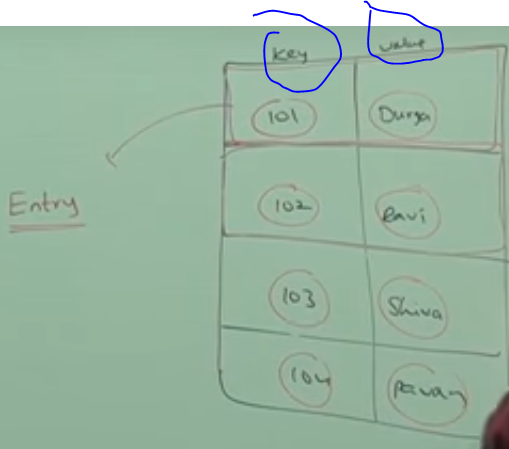 Key value
101 Durga
Entry
102 Ravi
103 Shiva
104 Pavan